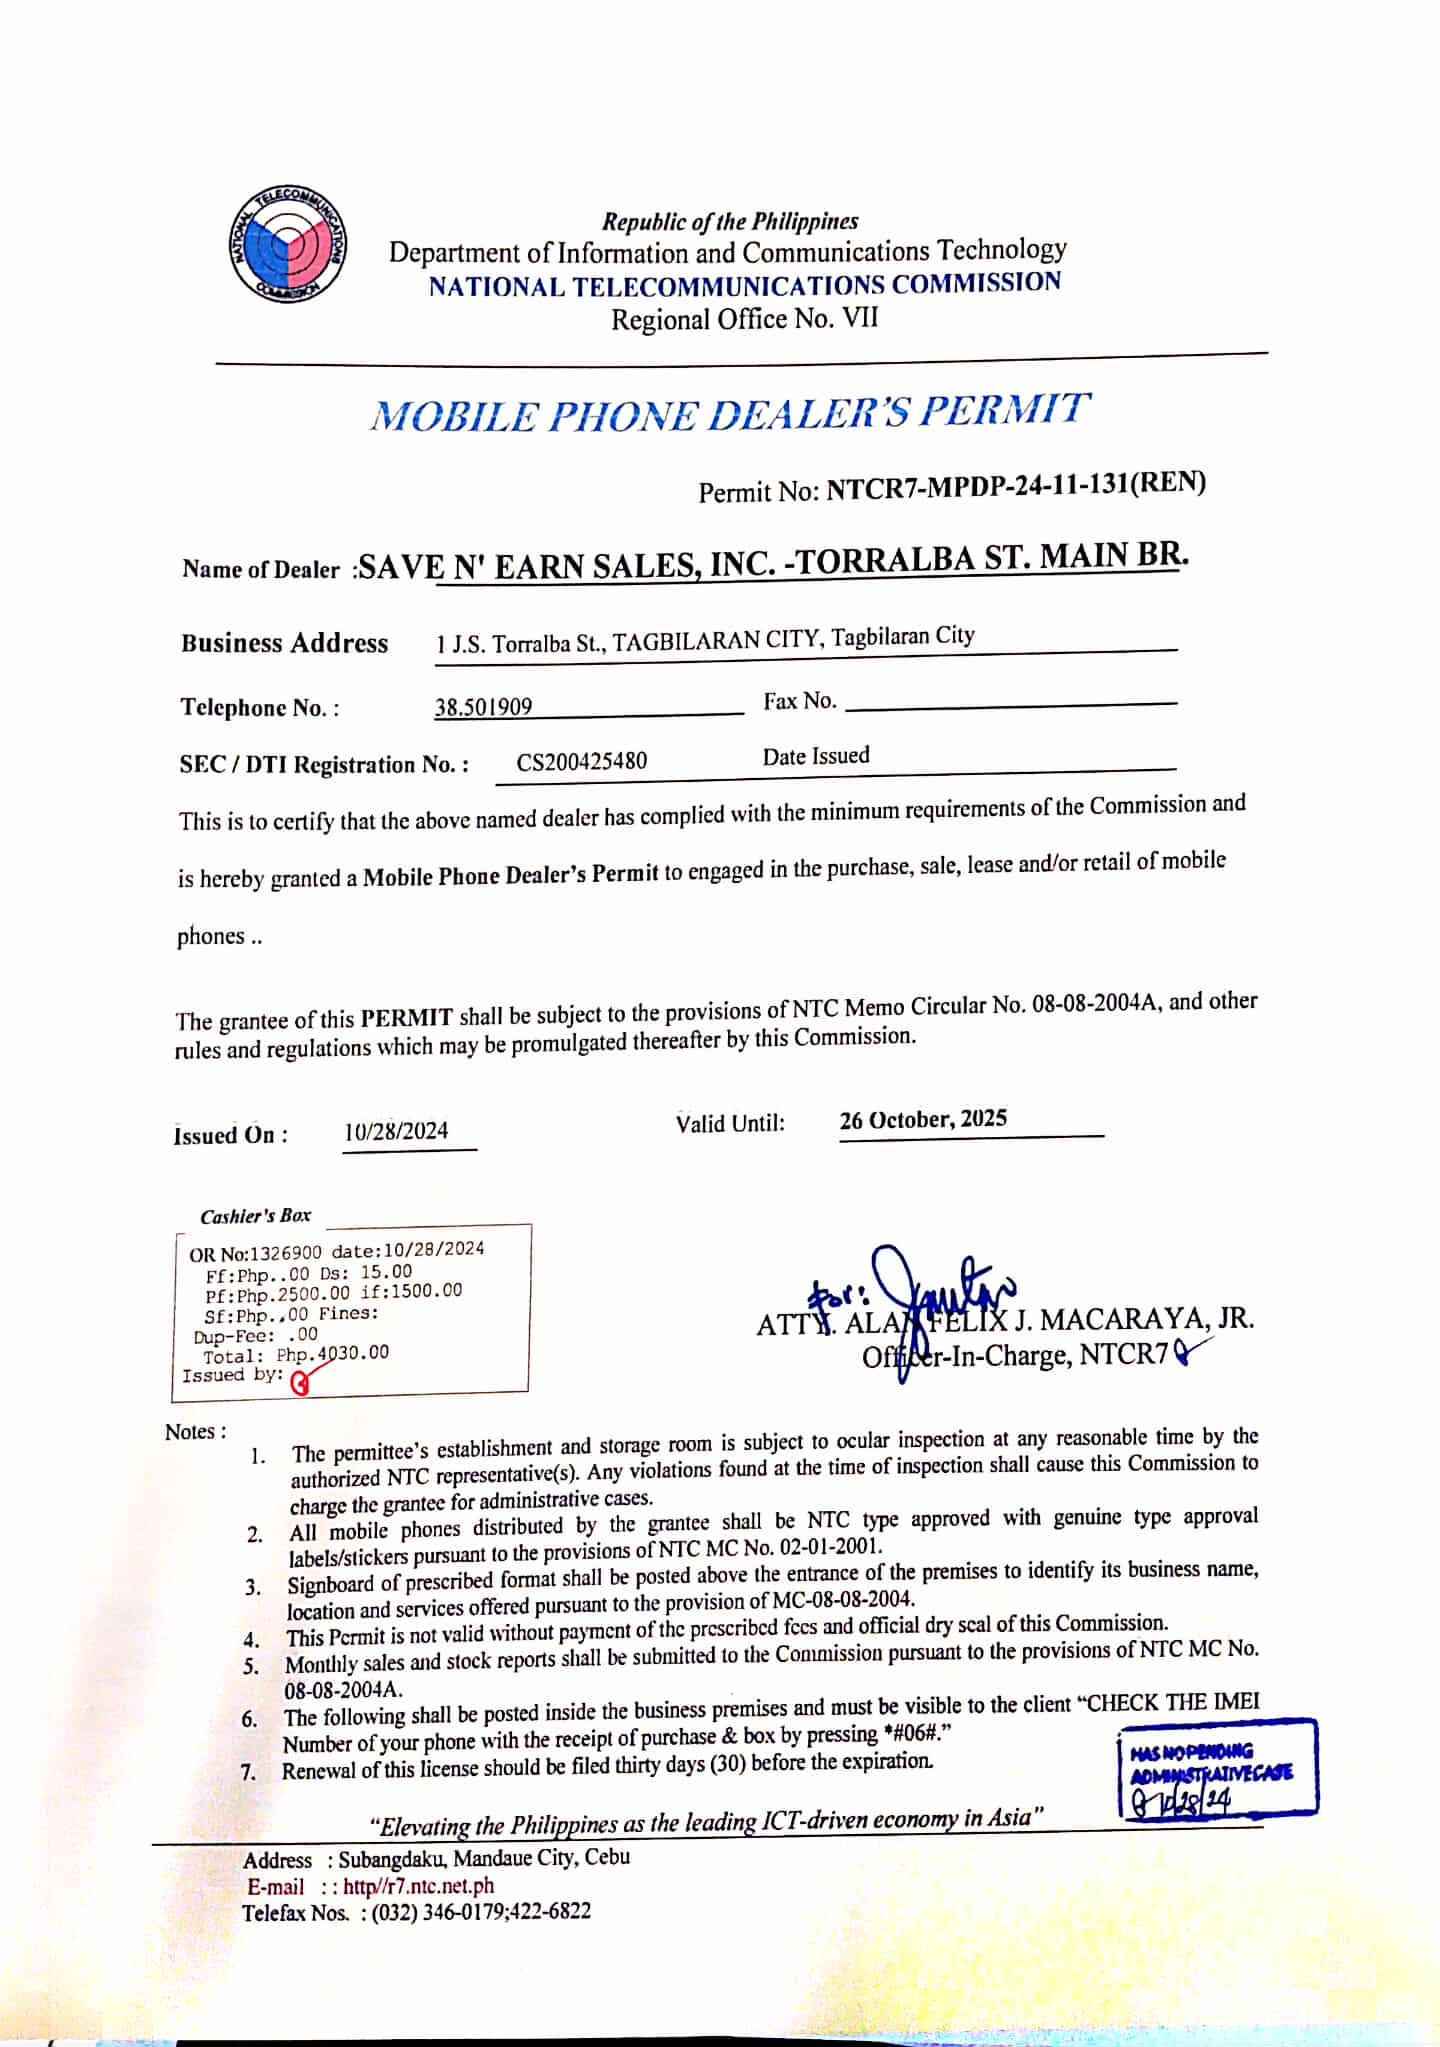 NATIONAL TELECOMMUNICATIONS COMMISSION
Republic of the Philippines
Department of Information and Communications Technology
NATIONAL TELECOMMUNICATIONS COMMISSION
Regional Office No. VII
MOBILE PHONE DEALER'S PERMIT
Permit No: NTCR7-MPDP-24-11-131(REN)
Name of Dealer :SAVE N' EARN SALES, INC. -TORRALBA ST. MAIN BR.
Business Address 1 J.S. Torralba St., TAGBILARAN CITY, Tagbilaran City
Telephone No. : 38.501909 Fax No.
SEC / DTI Registration No. : CS200425480 Date Issued
This is to certify that the above named dealer has complied with the minimum requirements of the Commission and
is hereby granted a Mobile Phone Dealer's Permit to engaged in the purchase, sale, lease and/or retail of mobile
phones ..
The grantee of this PERMIT shall be subject to the provisions of NTC Memo Circular No. 08-08-2004A, and other
rules and regulations which may be promulgated thereafter by this Commission.
Issued On : 10/28/2024 Valid Until: 26 October, 2025
Cashier's Box
OR No:1326900 date:10/28/2024
Ff:Php..00 Ds: 15.00
Pf:Php.2500.00 if:1500.00
Sf:Php..00 Fines:
Dup-Fee: .00
Total: Php.4030.00
Issued by:
for:
ATTY. ALAN FELIX J. MACARAYA, JR.
Officer-In-Charge, NTCR7
Notes :
1. The permittee's establishment and storage room is subject to ocular inspection at any reasonable time by the
authorized NTC representative(s). Any violations found at the time of inspection shall cause this Commission to
charge the grantee for administrative cases.
2. All mobile phones distributed by the grantee shall be NTC type approved with genuine type approval
labels/stickers pursuant to the provisions of NTC MC No. 02-01-2001.
3. Signboard of prescribed format shall be posted above the entrance of the premises to identify its business name,
location and services offered pursuant to the provision of MC-08-08-2004.
4. This Permit is not valid without payment of the prescribed fees and official dry seal of this Commission.
5. Monthly sales and stock reports shall be submitted to the Commission pursuant to the provisions of NTC MC No.
08-08-2004A.
6. The following shall be posted inside the business premises and must be visible to the client "CHECK THE IMEI
Number of your phone with the receipt of purchase & box by pressing *#06#."
7. Renewal of this license should be filed thirty days (30) before the expiration.
HAS NO PENDING
ADMINISTRATIVE CASE
10/28/24
"Elevating the Philippines as the leading ICT-driven economy in Asia"
Address : Subangdaku, Mandaue City, Cebu
E-mail : : http//r7.ntc.net.ph
Telefax Nos. : (032) 346-0179;422-6822